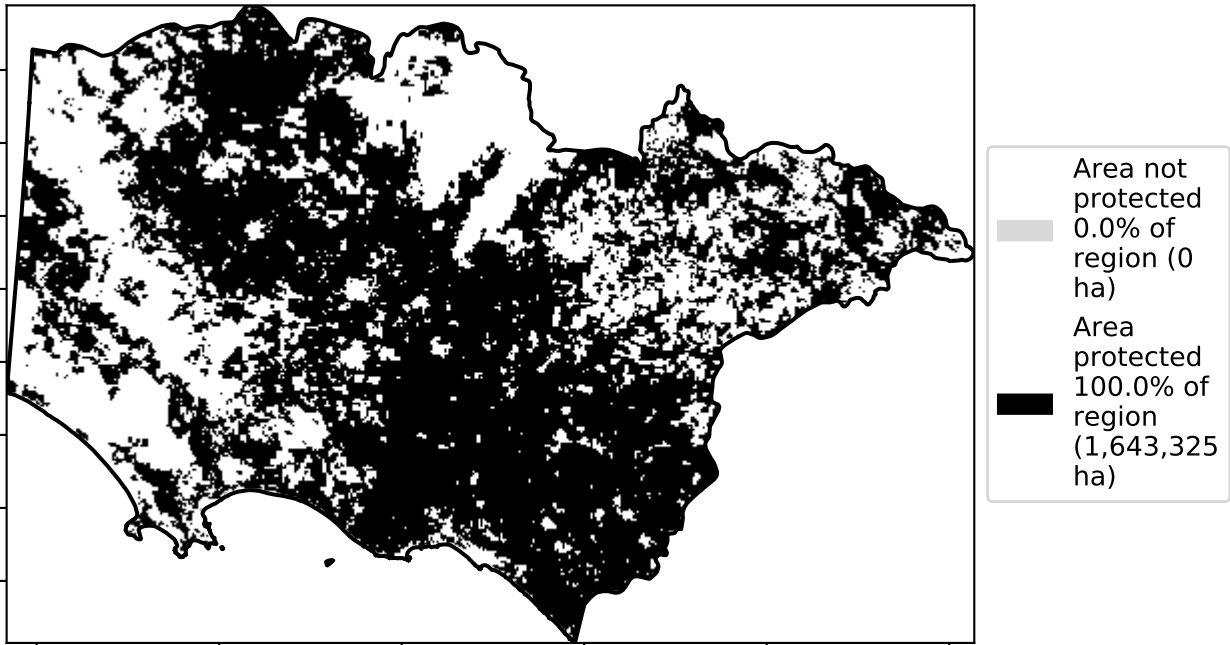 Area not
protected
0.0% of
region (0
ha)
Area
protected
100.0% of
region
(1,643,325
ha)